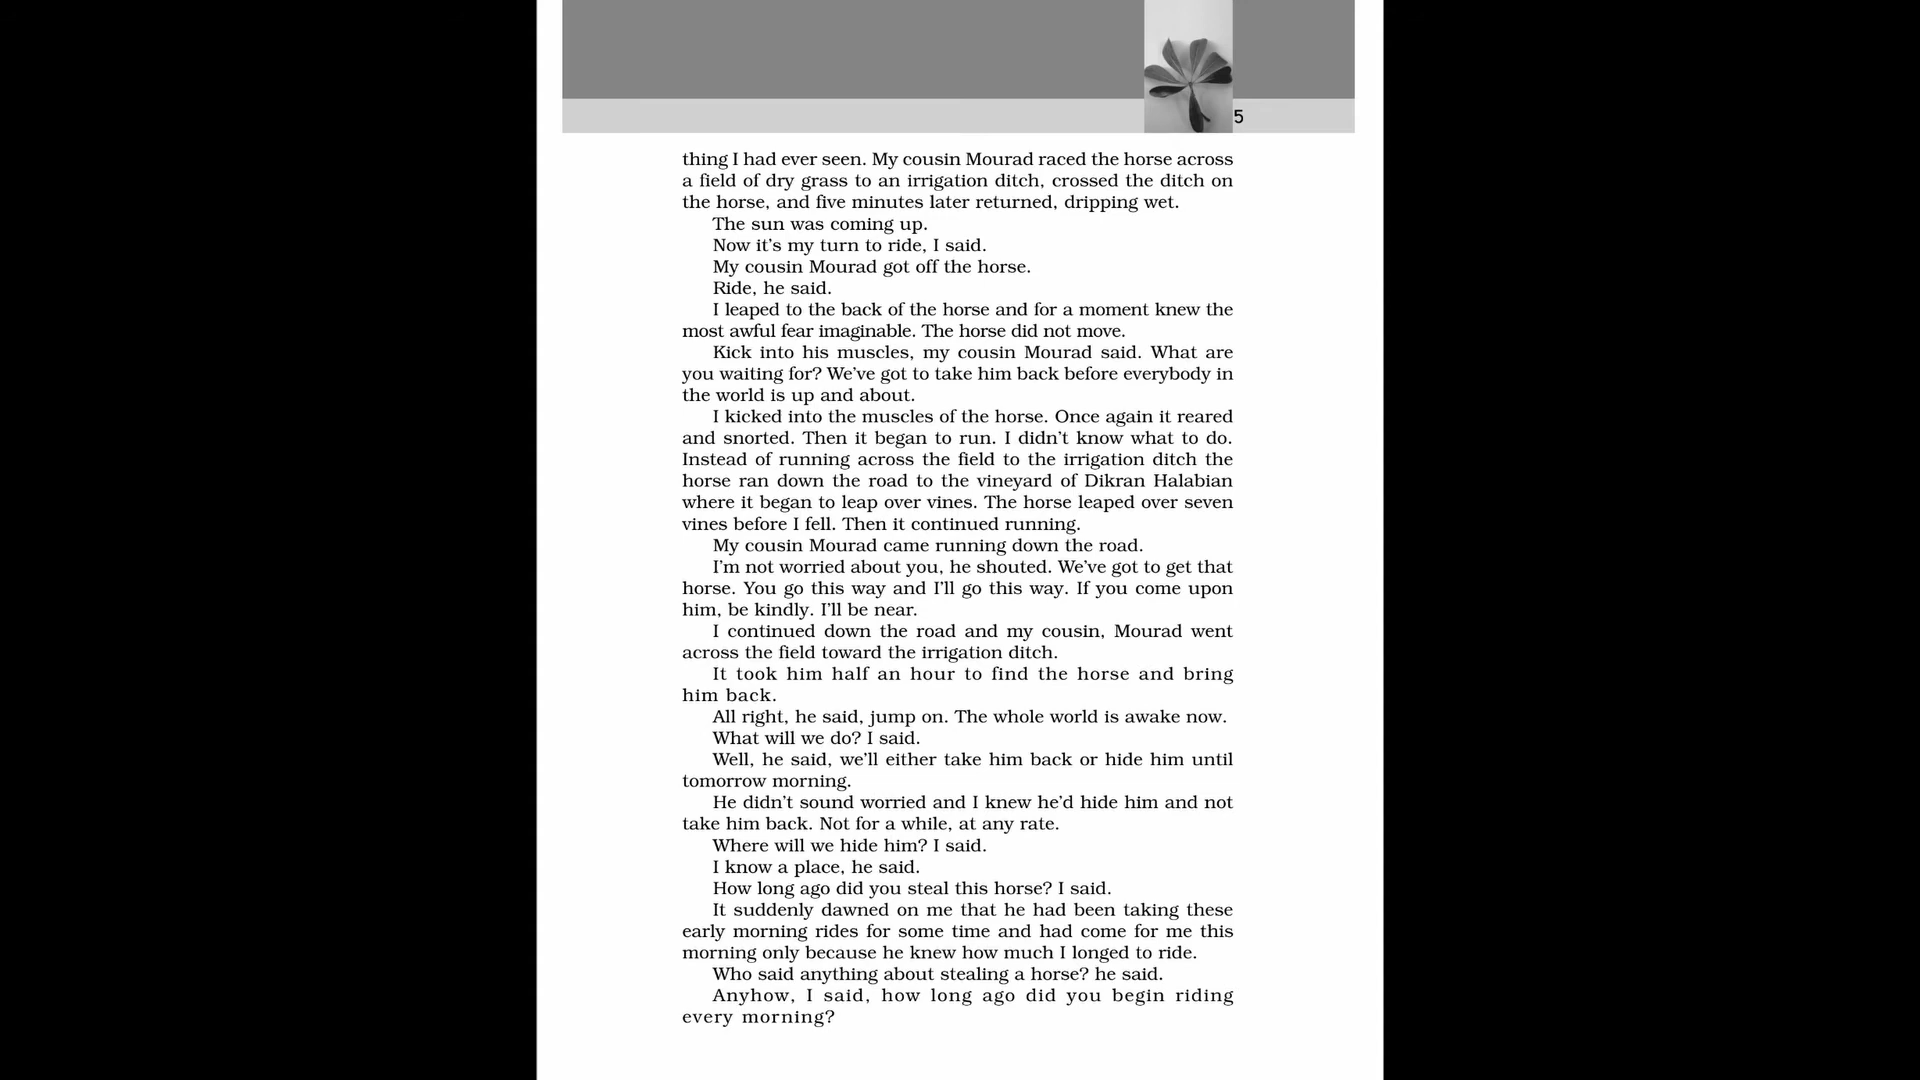 5
thing I had ever seen. My cousin Mourad raced the horse across
a field of dry grass to an irrigation ditch, crossed the ditch on
the horse, and five minutes later returned, dripping wet.
The sun was coming up.
Now it's my turn to ride, I said.
My cousin Mourad got off the horse.
Ride, he said.
I leaped to the back of the horse and for a moment knew the
most awful fear imaginable. The horse did not move.
Kick into his muscles, my cousin Mourad said. What are
you waiting for? We've got to take him back before everybody in
the world is up and about.
I kicked into the muscles of the horse. Once again it reared
and snorted. Then it began to run. I didn't know what to do.
Instead of running across the field to the irrigation ditch the
horse ran down the road to the vineyard of Dikran Halabian
where it began to leap over vines. The horse leaped over seven
vines before I fell. Then it continued running.
My cousin Mourad came running down the road.
I'm not worried about you, he shouted. We've got to get that
horse. You go this way and I'll go this way. If you come upon
him, be kindly. I'll be near.
I continued down the road and my cousin, Mourad went
across the field toward the irrigation ditch.
It took him half an hour to find the horse and bring
him back.
All right, he said, jump on. The whole world is awake now.
What will we do? I said.
Well, he said, we'll either take him back or hide him until
tomorrow morning.
He didn't sound worried and I knew he'd hide him and not
take him back. Not for a while, at any rate.
Where will we hide him? I said.
I know a place, he said.
How long ago did you steal this horse? I said.
It suddenly dawned on me that he had been taking these
early morning rides for some time and had come for me this
morning only because he knew how much I longed to ride.
Who said anything about stealing a horse? he said.
Anyhow, I said, how long ago did you begin riding
every morning?